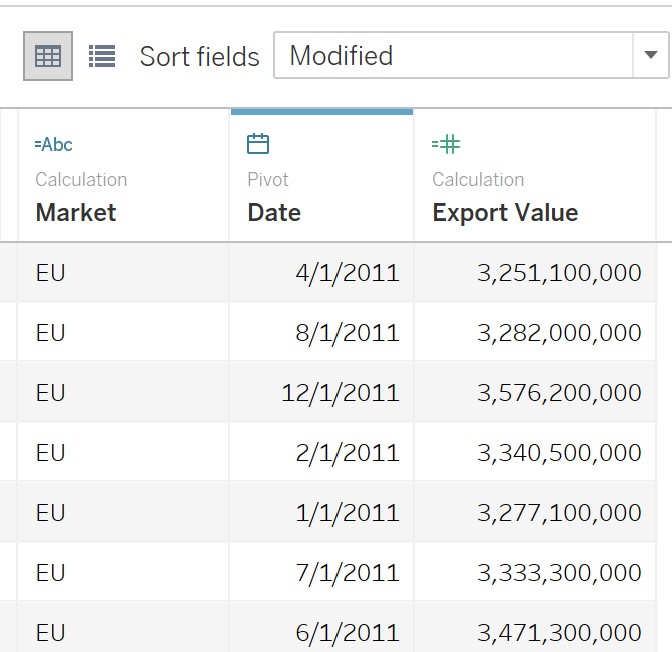 Sort fields Modified
=Abc =#
Calculation Pivot Calculation
Market Date Export Value
EU 4/1/2011 3,251,100,000
EU 8/1/2011 3,282,000,000
EU 12/1/2011 3,576,200,000
EU 2/1/2011 3,340,500,000
EU 1/1/2011 3,277,100,000
EU 7/1/2011 3,333,300,000
EU 6/1/2011 3,471,300,000